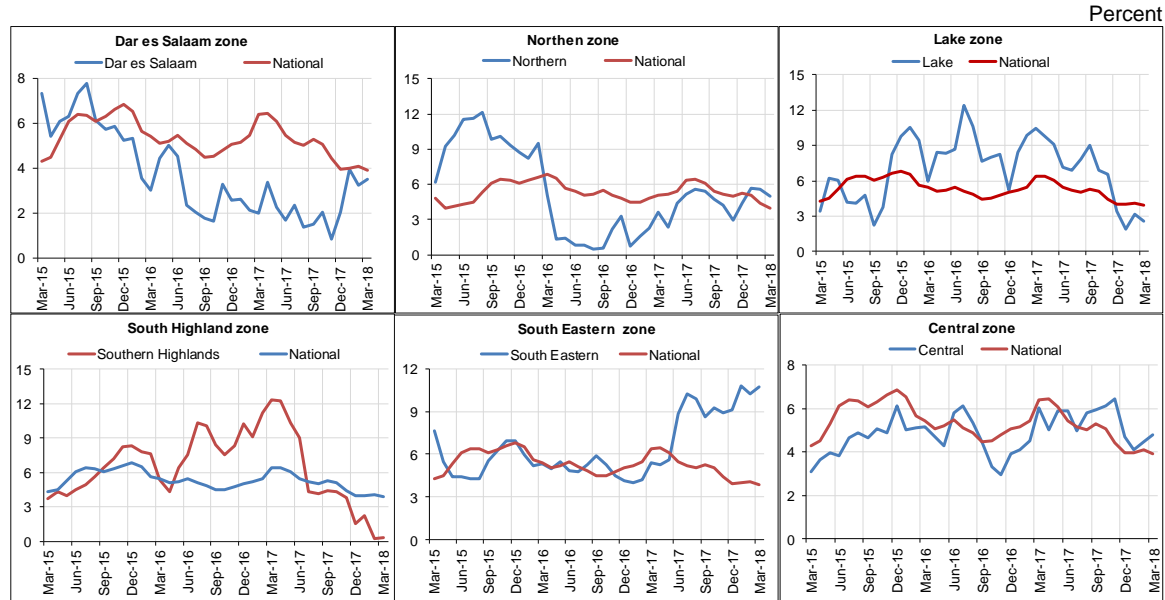 Percent
Dar es Salaam zone
Dar es Salaam National
8
6
4
2
0
Mar-15 Jun-15 Sep-15 Dec-15 Mar-16 Jun-16 Sep-16 Dec-16 Mar-17 Jun-17 Sep-17 Dec-17 Mar-18
Northen zone
Northern National
15
12
9
6
3
0
Mar-15 Jun-15 Sep-15 Dec-15 Mar-16 Jun-16 Sep-16 Dec-16 Mar-17 Jun-17 Sep-17 Dec-17 Mar-18
Lake zone
Lake National
15
12
9
6
3
0
Mar-15 Jun-15 Sep-15 Dec-15 Mar-16 Jun-16 Sep-16 Dec-16 Mar-17 Jun-17 Sep-17 Dec-17 Mar-18
South Highland zone
Southern Highlands National
15
12
9
6
3
0
Mar-15 Jun-15 Sep-15 Dec-15 Mar-16 Jun-16 Sep-16 Dec-16 Mar-17 Jun-17 Sep-17 Dec-17 Mar-18
South Eastern zone
South Eastern National
12
9
6
3
0
Mar-15 Jun-15 Sep-15 Dec-15 Mar-16 Jun-16 Sep-16 Dec-16 Mar-17 Jun-17 Sep-17 Dec-17 Mar-18
Central zone
Central National
8
6
4
2
0
Mar-15 Jun-15 Sep-15 Dec-15 Mar-16 Jun-16 Sep-16 Dec-16 Mar-17 Jun-17 Sep-17 Dec-17 Mar-18